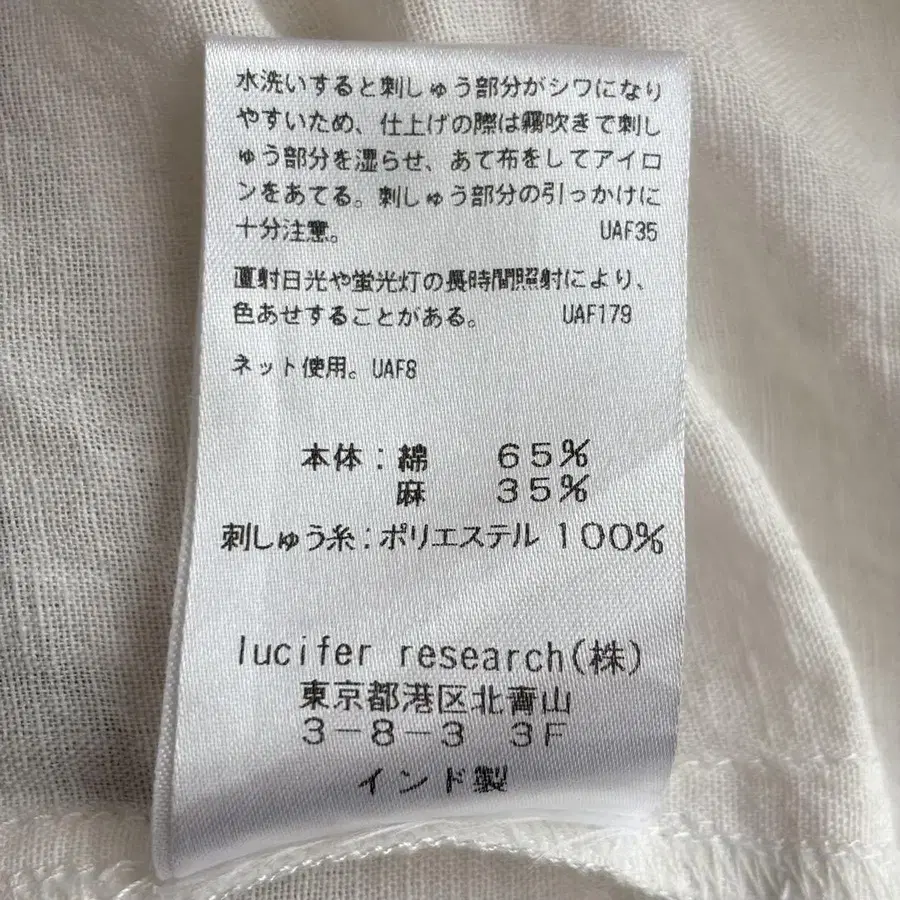 水洗いすると刺しゅう部分がシワになり
やすいため、仕上げの際は霧吹きで刺し
ゅう部分を湿らせ、あて布をしてアイロ
ンをあてる。刺しゅう部分の引っかけに
十分注意。 UAF35
直射日光や蛍光灯の長時間照射により、
色あせすることがある。 UAF179
ネット使用。UAF8
本体:綿 65%
麻 35%
刺しゅう糸:ポリエステル 100%
lucifer research(株)
東京都港区北青山
3-8-3 3F
インド製